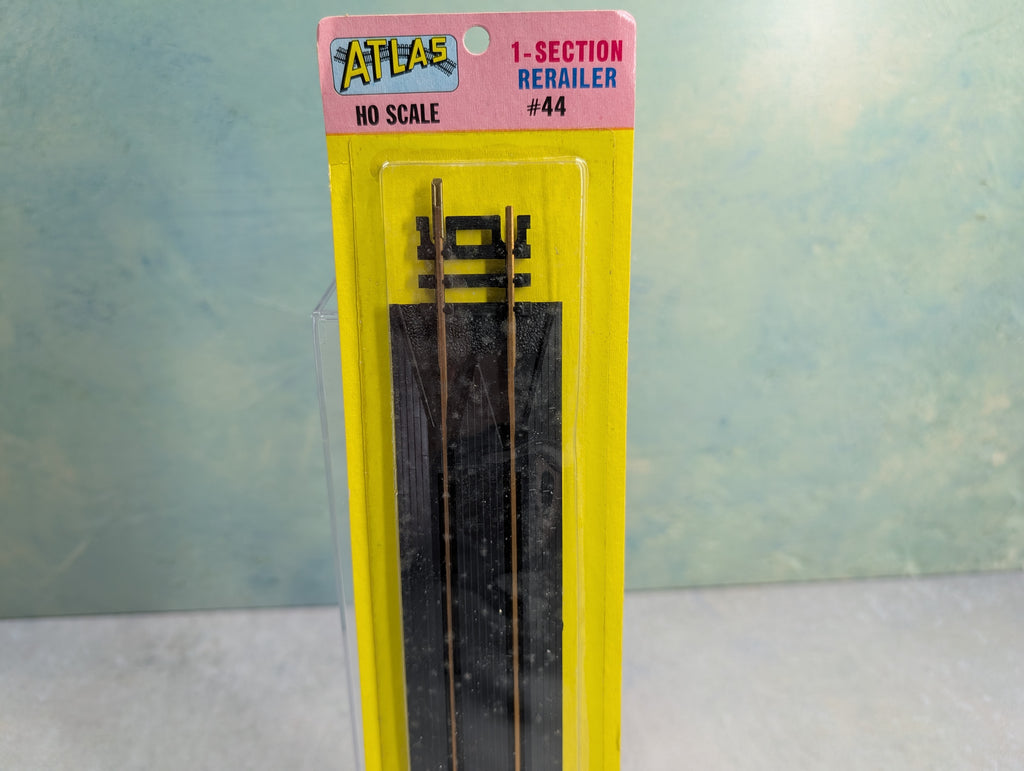 ATLAS
HO SCALE
1-SECTION
RERAILER
#44